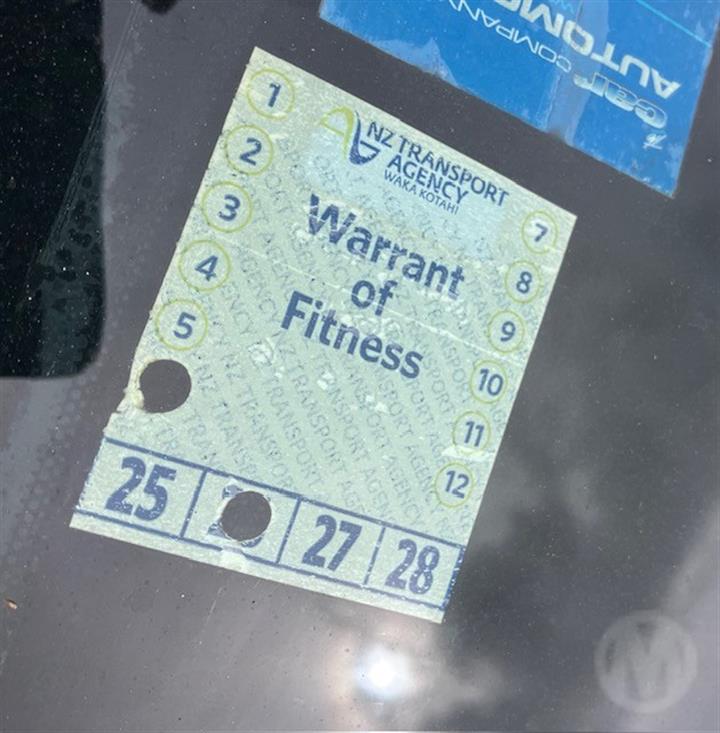 car COMPANY
AUTOMO
1
2
3
4
5
NZ TRANSPORT
AGENCY
WAKA KOTAHI
Warrant
of
Fitness
7
8
9
10
11
12
25
27
28
M